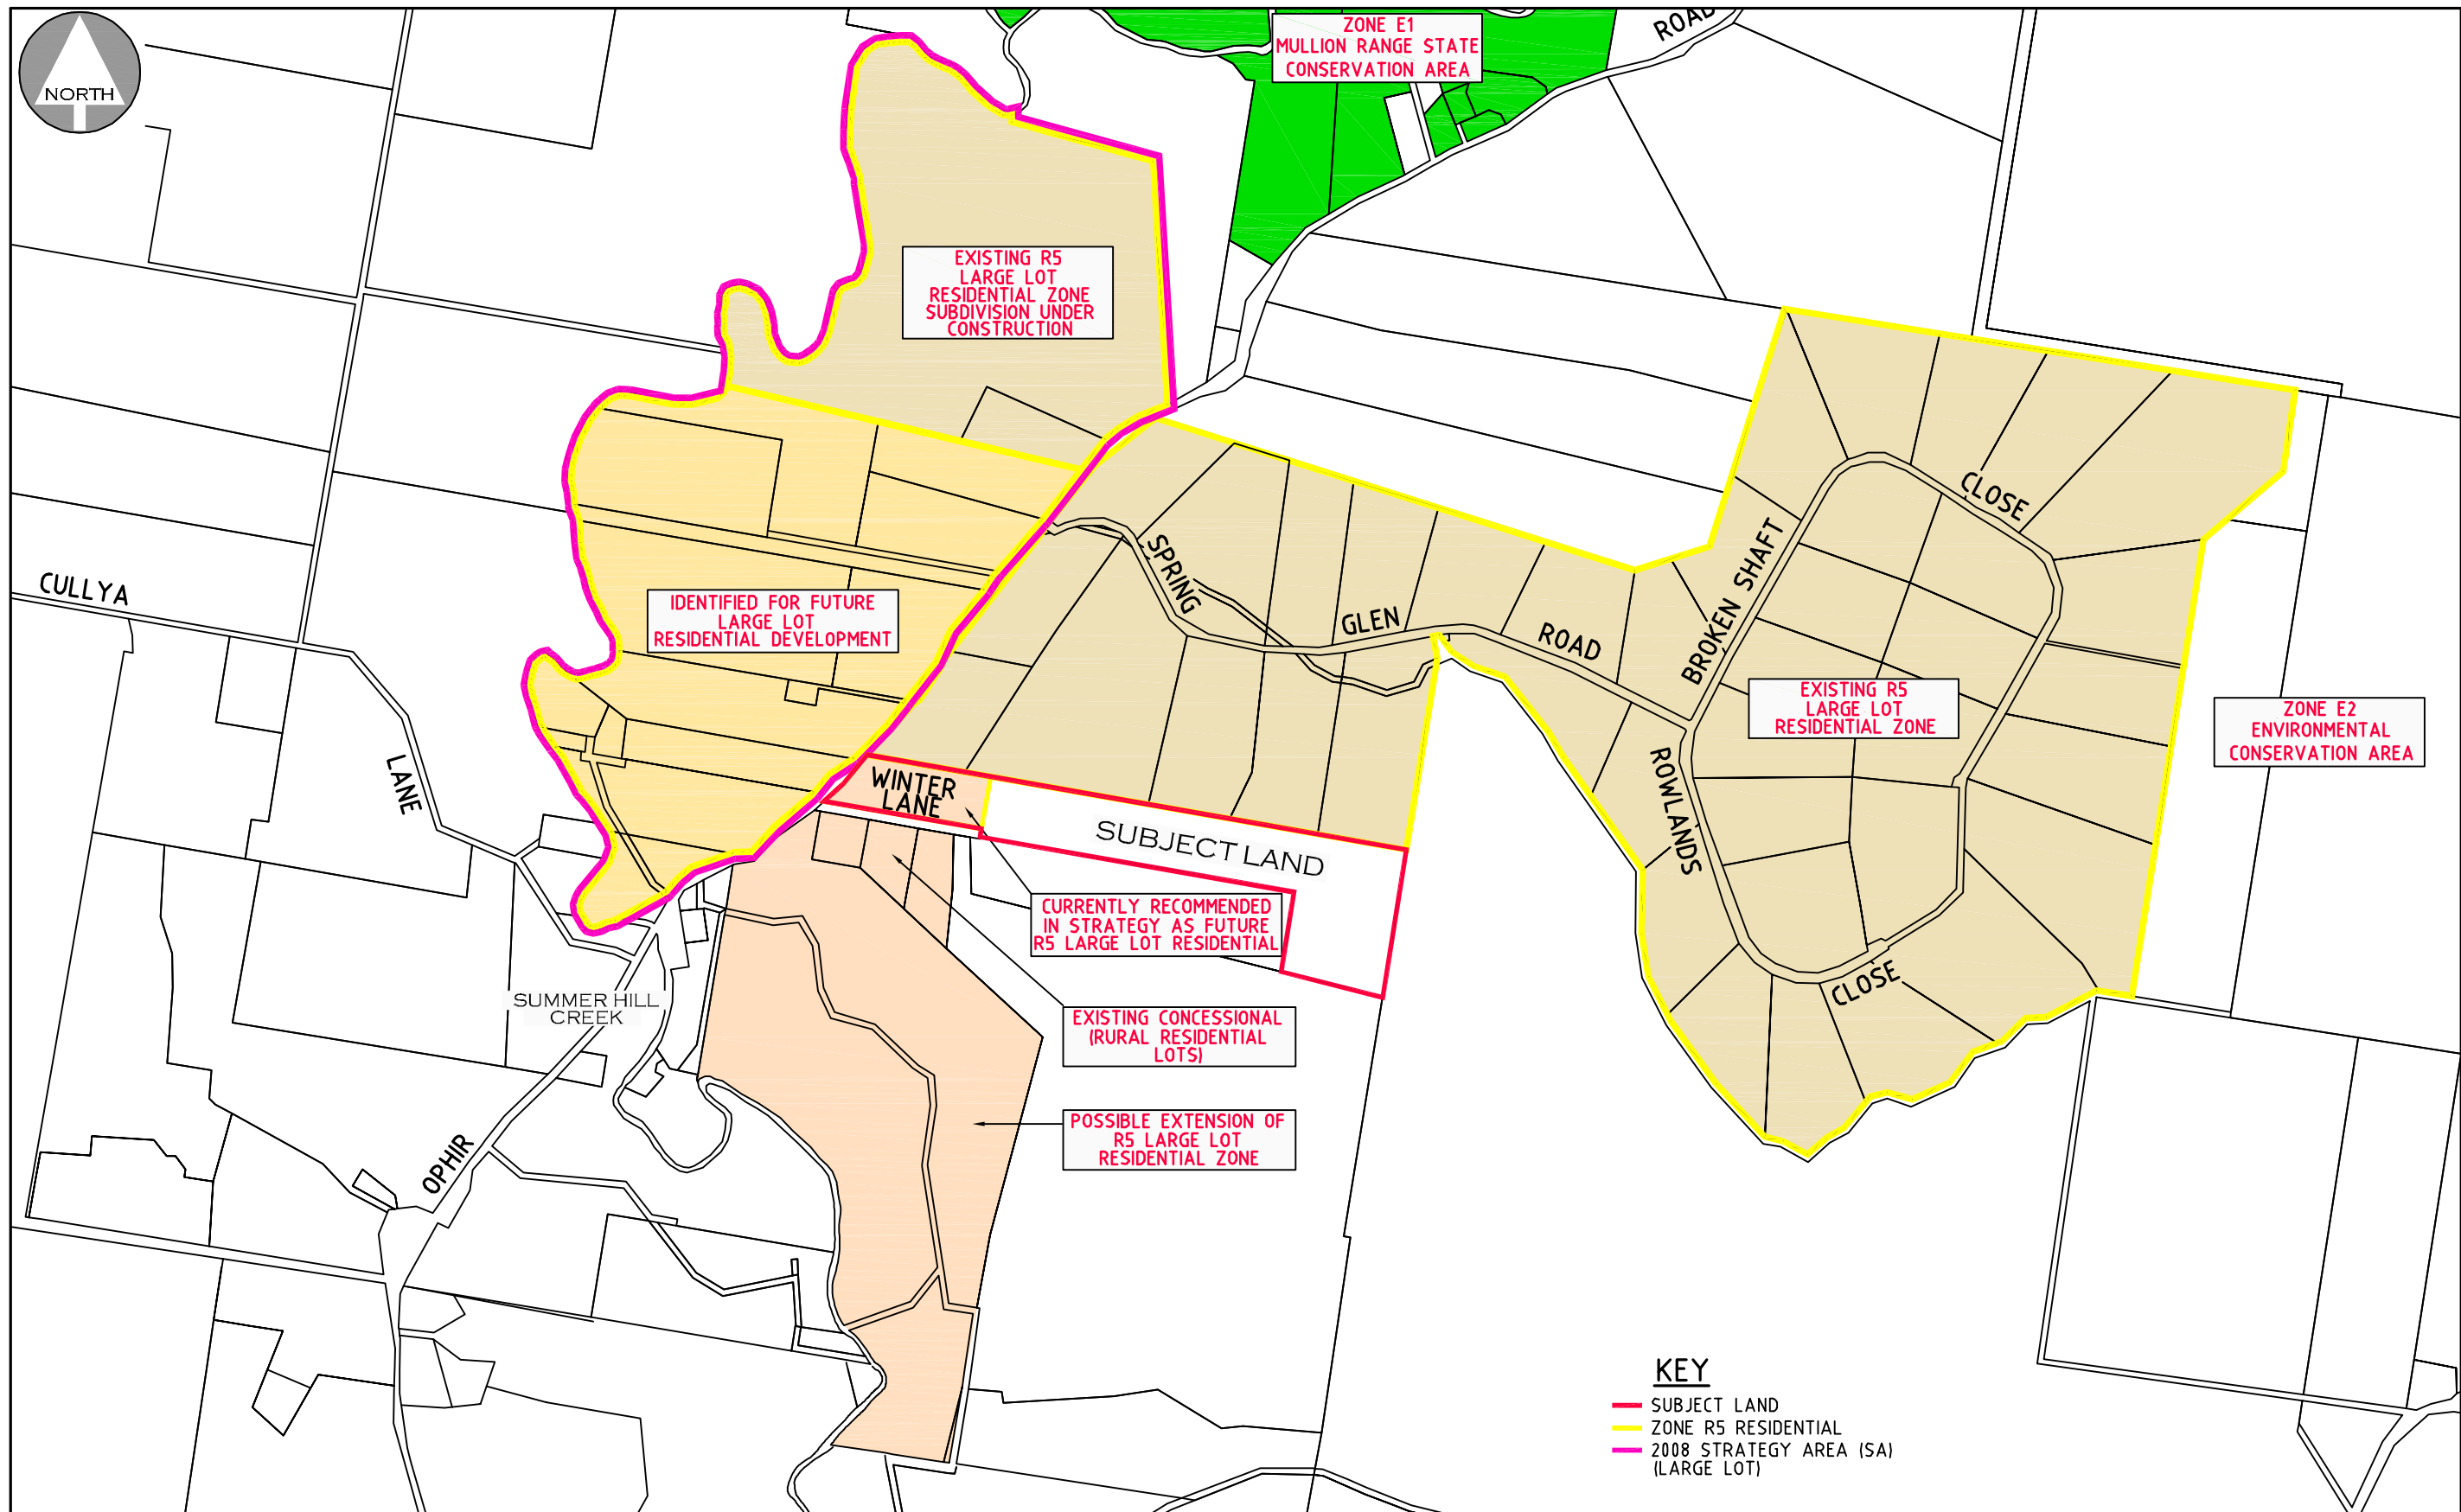 NORTH
ZONE E1
MULLION RANGE STATE
CONSERVATION AREA
ROAD
EXISTING R5
LARGE LOT
RESIDENTIAL ZONE
SUBDIVISION UNDER
CONSTRUCTION
CLOSE
BROKEN SHAFT
SPRING
GLEN
ROAD
CULLYA
LANE
IDENTIFIED FOR FUTURE
LARGE LOT
RESIDENTIAL DEVELOPMENT
EXISTING R5
LARGE LOT
RESIDENTIAL ZONE
ZONE E2
ENVIRONMENTAL
CONSERVATION AREA
ROWLANDS
WINTER
LANE
SUBJECT LAND
CURRENTLY RECOMMENDED
IN STRATEGY AS FUTURE
R5 LARGE LOT RESIDENTIAL
CLOSE
SUMMER HILL
CREEK
EXISTING CONCESSIONAL
(RURAL RESIDENTIAL
LOTS)
OPHIR
POSSIBLE EXTENSION OF
R5 LARGE LOT
RESIDENTIAL ZONE
KEY
SUBJECT LAND
ZONE R5 RESIDENTIAL
2008 STRATEGY AREA (SA)
(LARGE LOT)